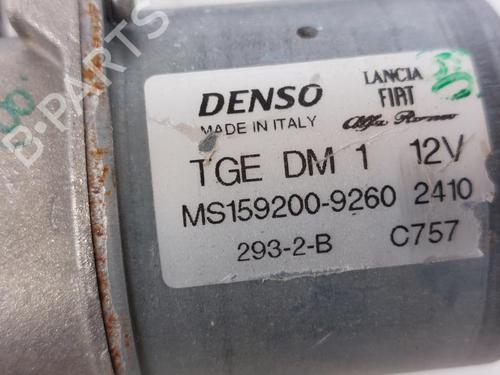 B-PARTS
DENSO
MADE IN ITALY
LANCIA
FIAT
Alfa Romeo
TGE DM 1 12V
MS159200-9260 2410
293-2-B C757